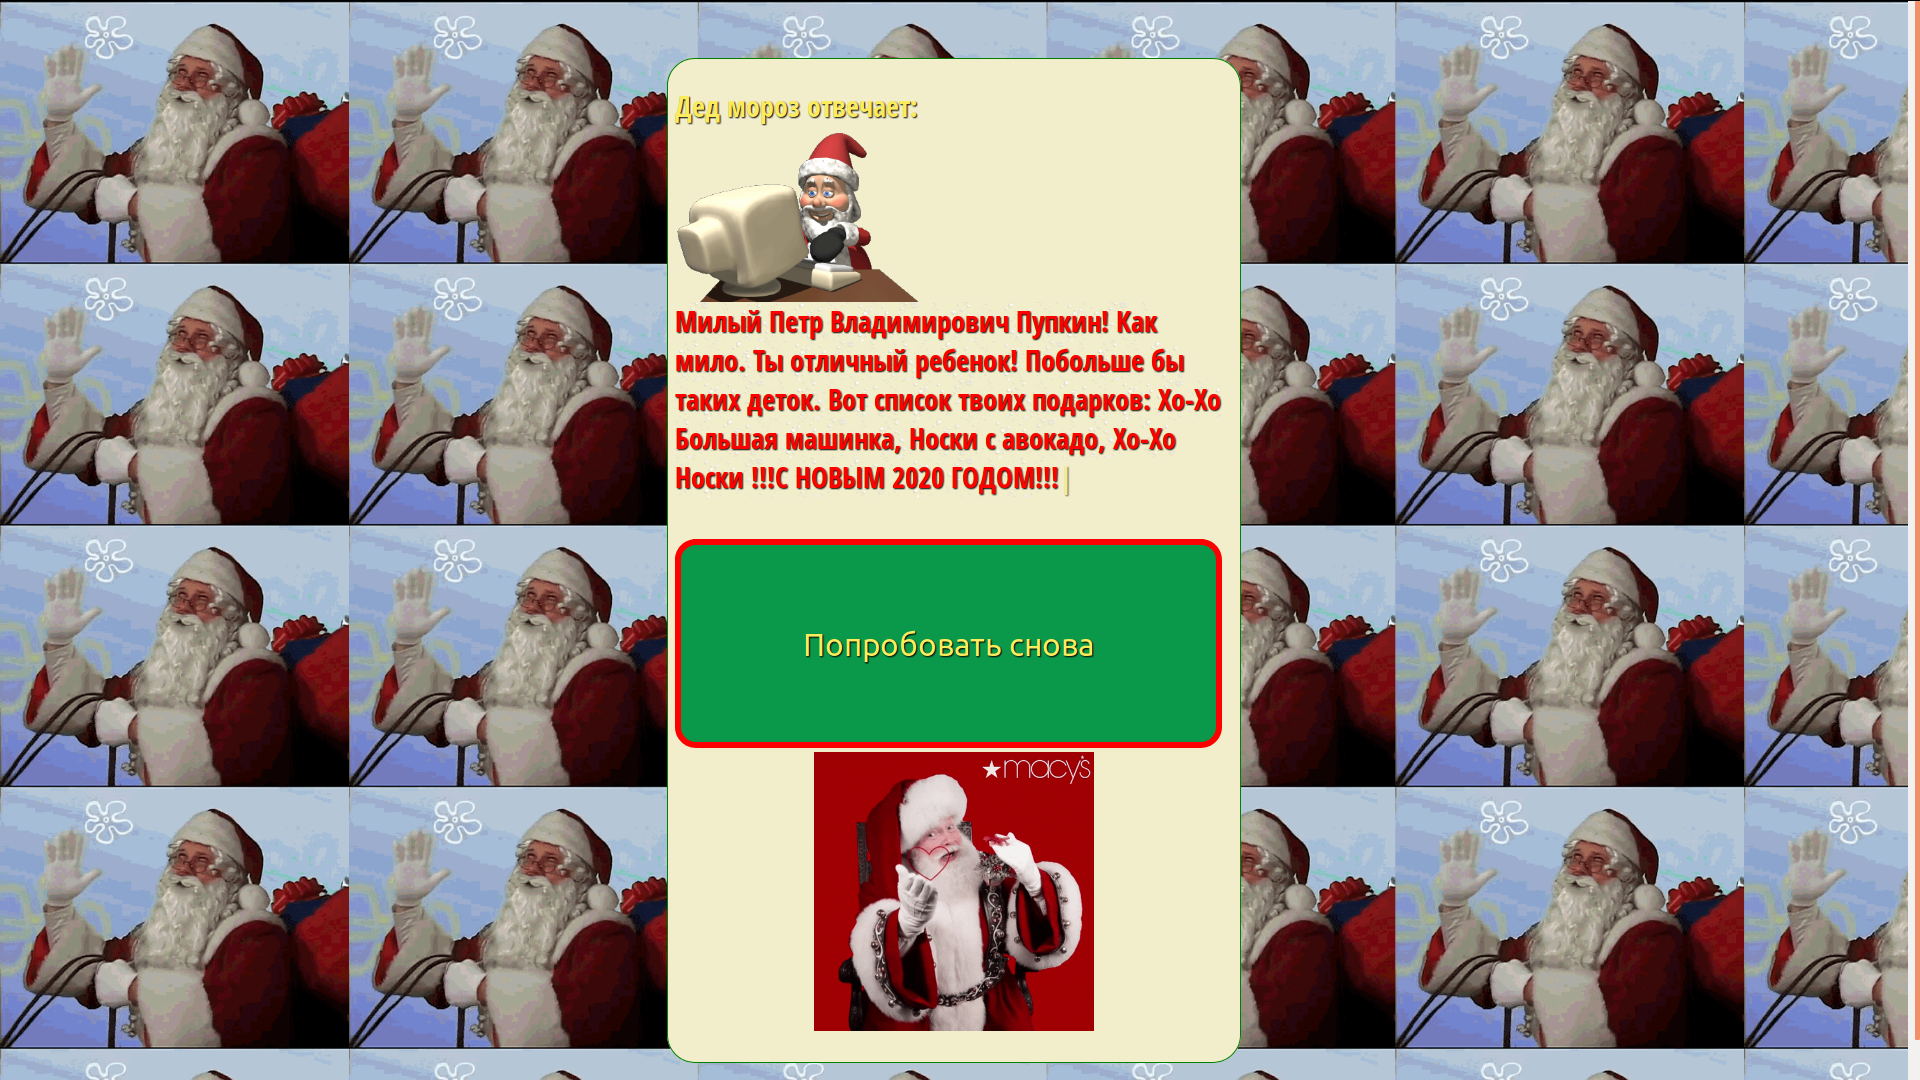 Дед мороз отвечает:
Милый Петр Владимирович Пупкин! Как
мило. Ты отличный ребенок! Побольше бы
таких деток. Вот список твоих подарков: Хо-Хо
Большая машинка, Носки с авокадо, Хо-Хо
Носки !!!С НОВЫМ 2020 ГОДОМ!!! |
Попробовать снова
★macy's